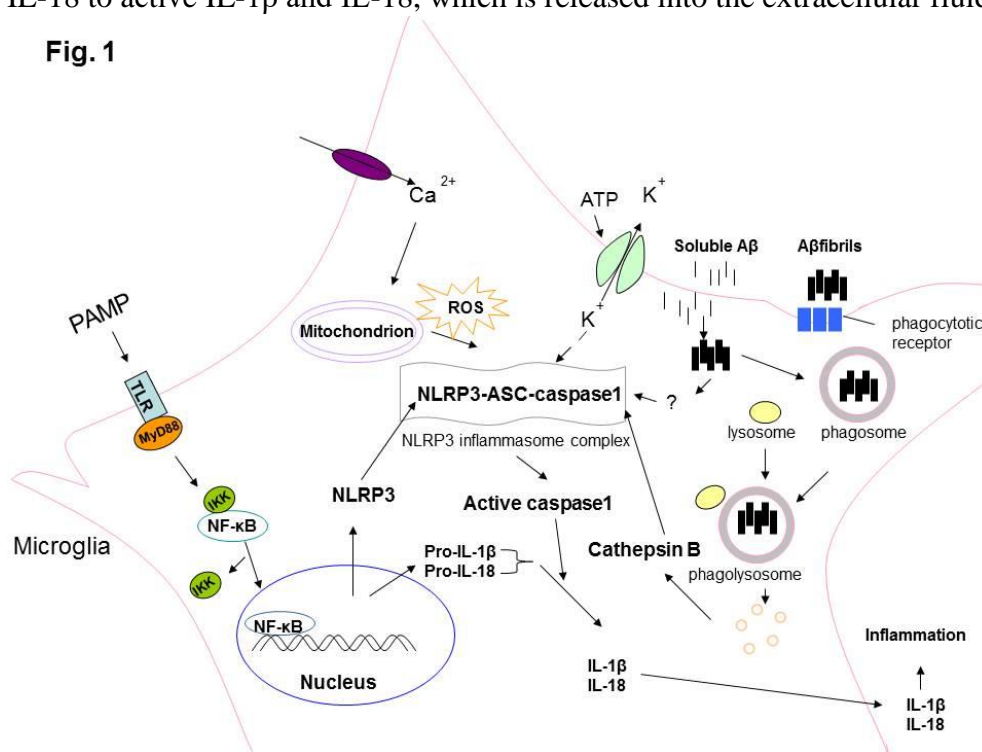 IL-18 to active IL-1β and IL-18, which is released into the extracellular fluid
Fig. 1
Ca 2+
ATP
K+
Soluble Aβ
Aβfibrils
ROS
PAMP
Mitochondrion
K+
phagocytotic
receptor
TLR
MyD88
NLRP3-ASC-caspase1
?
lysosome
phagosome
NLRP3 inflammasome complex
IKK
NF-κB
NLRP3
Active caspase1
Microglia
Pro-IL-1β
Pro-IL-18
Cathepsin B
phagolysosome
IKK
NF-κB
Nucleus
IL-1β
IL-18
Inflammation
IL-1β
IL-18